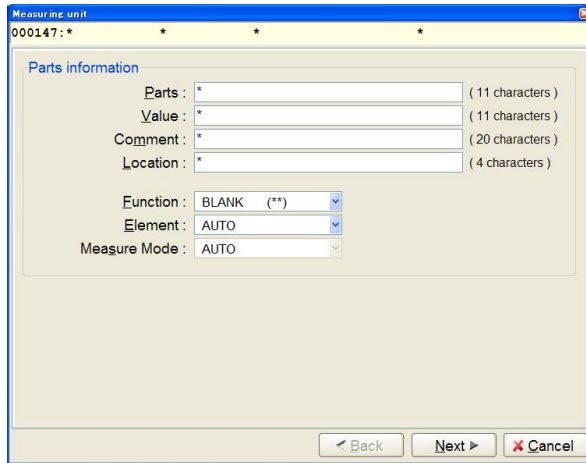 Measuring unit
000147:* * * *
Parts information
Parts : * ( 11 characters )
Value : * ( 11 characters )
Comment : * ( 20 characters )
Location : * ( 4 characters )
Function : BLANK (**)
Element : AUTO
Measure Mode : AUTO
Back Next Cancel